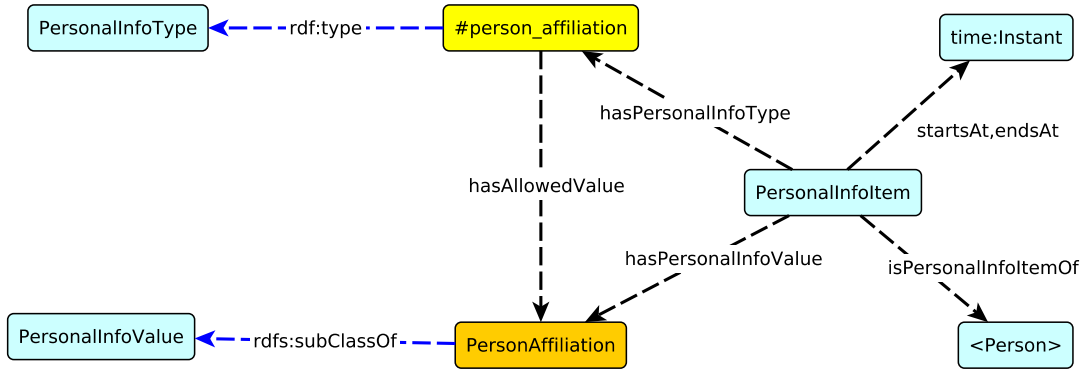 PersonalInfoType
rdf:type
#person_affiliation
time:Instant
hasPersonalInfoType
startsAt,endsAt
hasAllowedValue
PersonalInfoItem
hasPersonalInfoValue
isPersonalInfoItemOf
PersonalInfoValue
rdfs:subClassOf
PersonAffiliation
<Person>